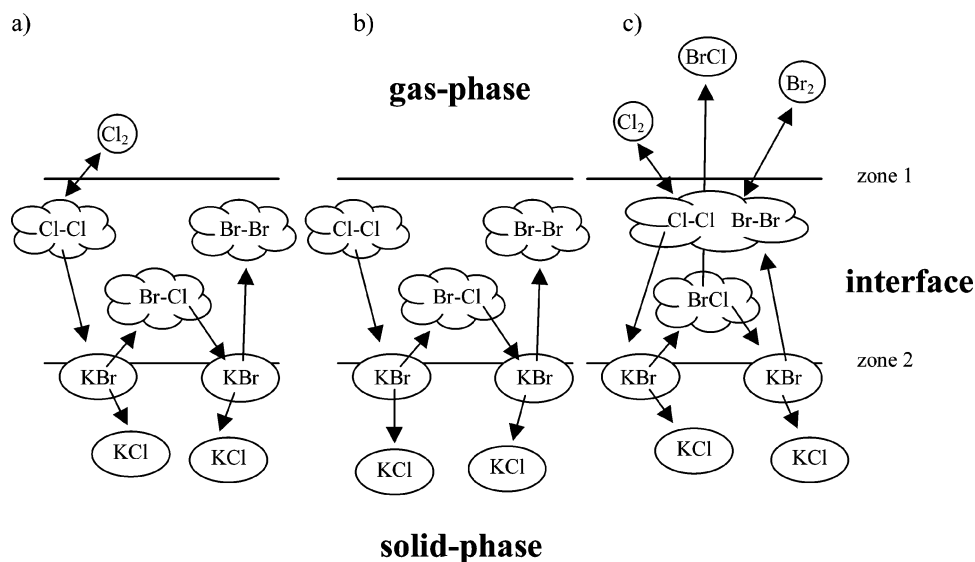 a)
b)
c)
gas-phase
BrCl
Br2
Cl2
Cl2
zone 1
Cl-Cl
Br-Br
Cl-Cl
Br-Br
Cl-Cl Br-Br
interface
Br-Cl
Br-Cl
BrCl
zone 2
KBr
KBr
KBr
KBr
KBr
KBr
KCl
KCl
KCl
KCl
KCl
KCl
solid-phase